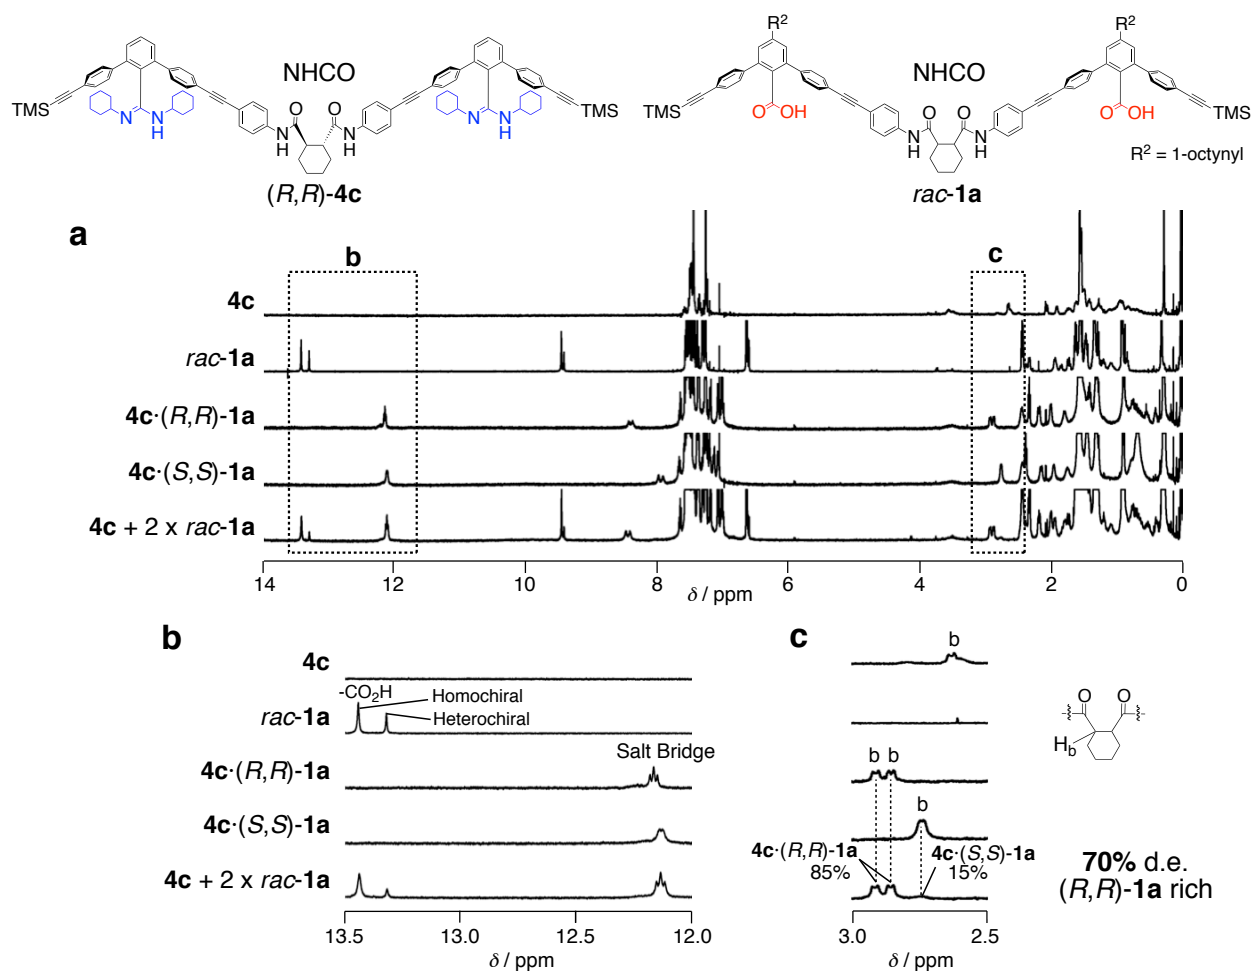 R²
R²
NHCO
NHCO
TMS
N
N
H
O
O
N
H
N
H
N
N
H
TMS
TMS
O
OH
O
O
N
H
N
H
O
OH
TMS
R² = 1-octynyl
(R,R)-4c
rac-1a
a
b
c
4c
rac-1a
4c·(R,R)-1a
4c·(S,S)-1a
4c + 2 x rac-1a
14 12 10 8 6 4 2 0
δ / ppm
b
4c
-CO₂H
Homochiral
rac-1a
Heterochiral
Salt Bridge
4c·(R,R)-1a
4c·(S,S)-1a
4c + 2 x rac-1a
13.5 13.0 12.5 12.0
δ / ppm
c
b
b b
b
4c·(R,R)-1a
85%
4c·(S,S)-1a
15%
3.0 2.5
δ / ppm
O O
Hb
70% d.e.
(R,R)-1a rich